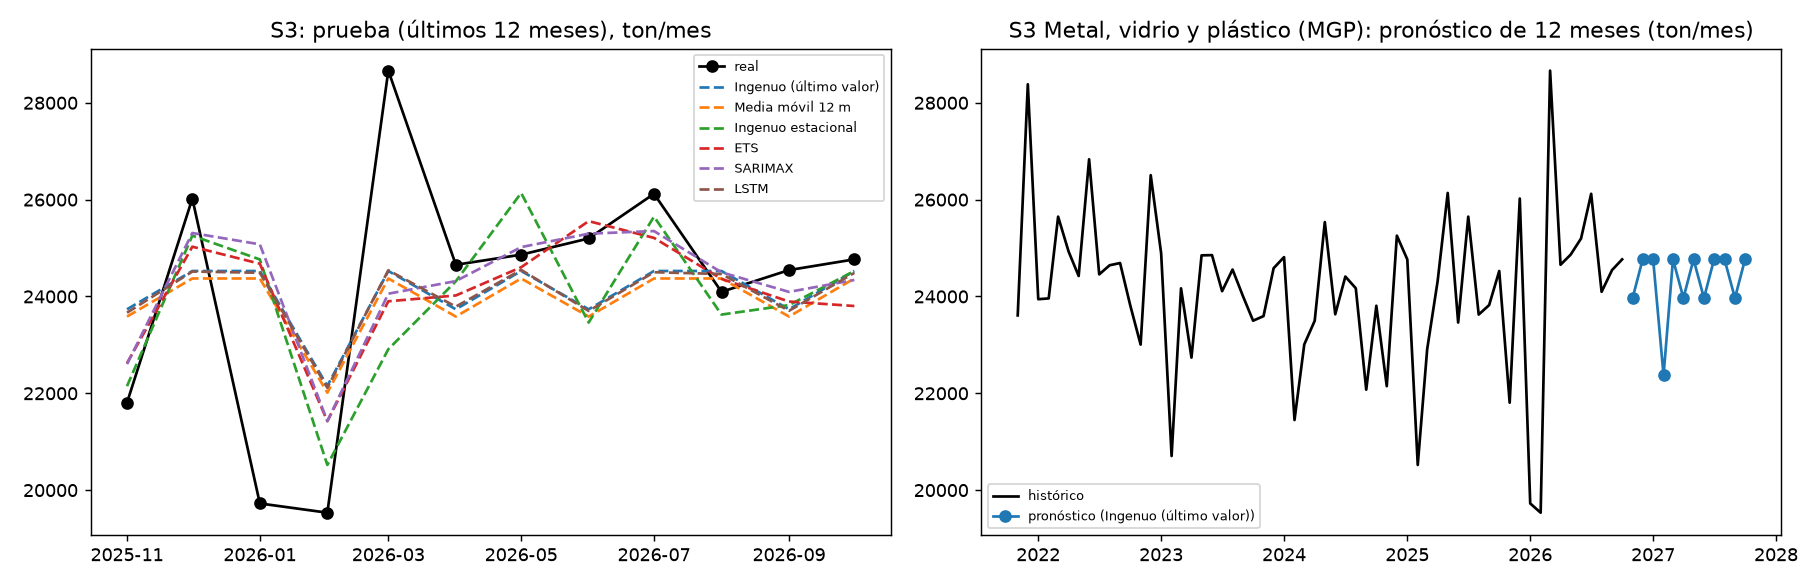 S3: prueba (últimos 12 meses), ton/mes
28000
26000
24000
22000
20000
2025-11
2026-01
2026-03
2026-05
2026-07
2026-09
real
Ingenuo (último valor)
Media móvil 12 m
Ingenuo estacional
ETS
SARIMAX
LSTM
S3 Metal, vidrio y plástico (MGP): pronóstico de 12 meses (ton/mes)
28000
26000
24000
22000
20000
2022
2023
2024
2025
2026
2027
2028
histórico
pronóstico (Ingenuo (último valor))